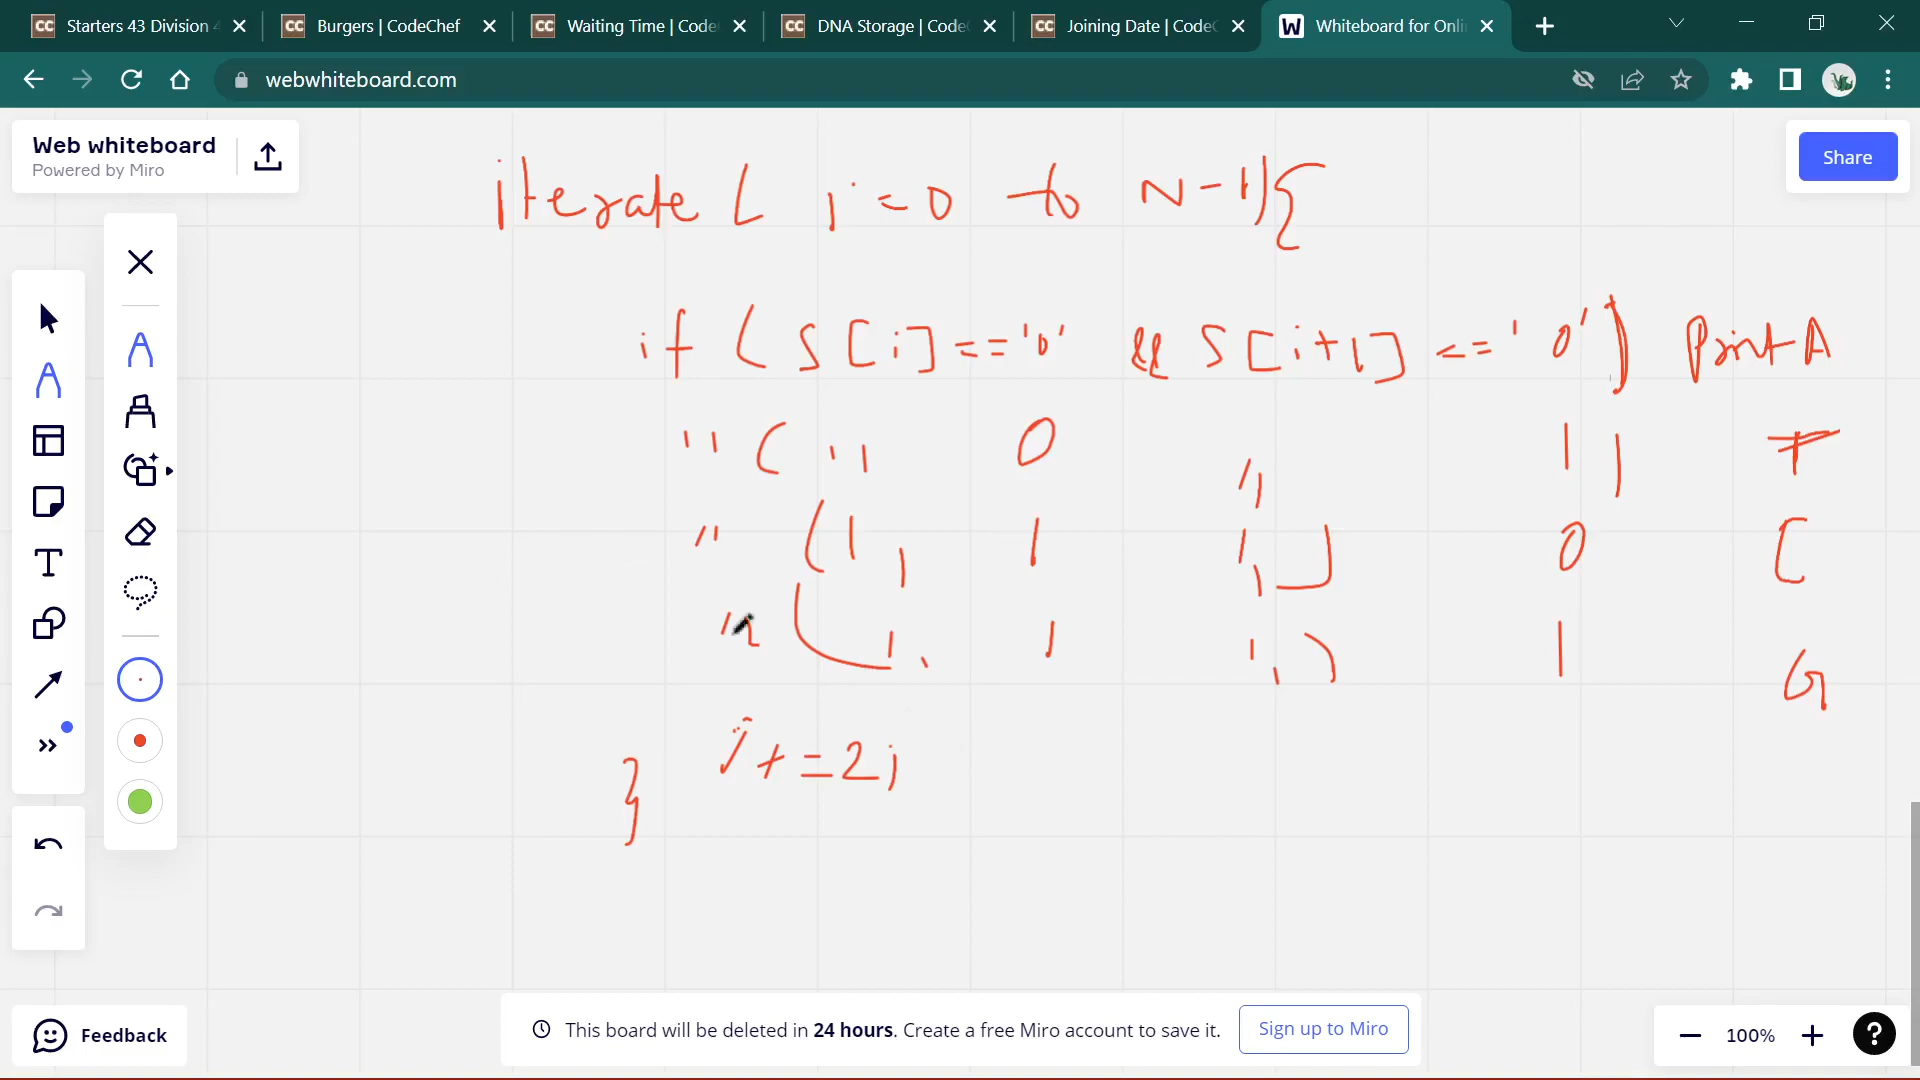 Starters 43 Division
Burgers | CodeChef
Waiting Time | Code
DNA Storage | Code
Joining Date | CodeC
Whiteboard for Onli
webwhiteboard.com
Web whiteboard
Powered by Miro
Share
iterate ( i=0 to N-1){
if ( S[i]=='0' && S[i+1] == '0') Print A
" ( " 0 " 1) T
" ( " 1 " ) 0 C
" ( " 1 " ) 1 G
i+=2;
}
This board will be deleted in 24 hours. Create a free Miro account to save it.
Sign up to Miro
Feedback
100%